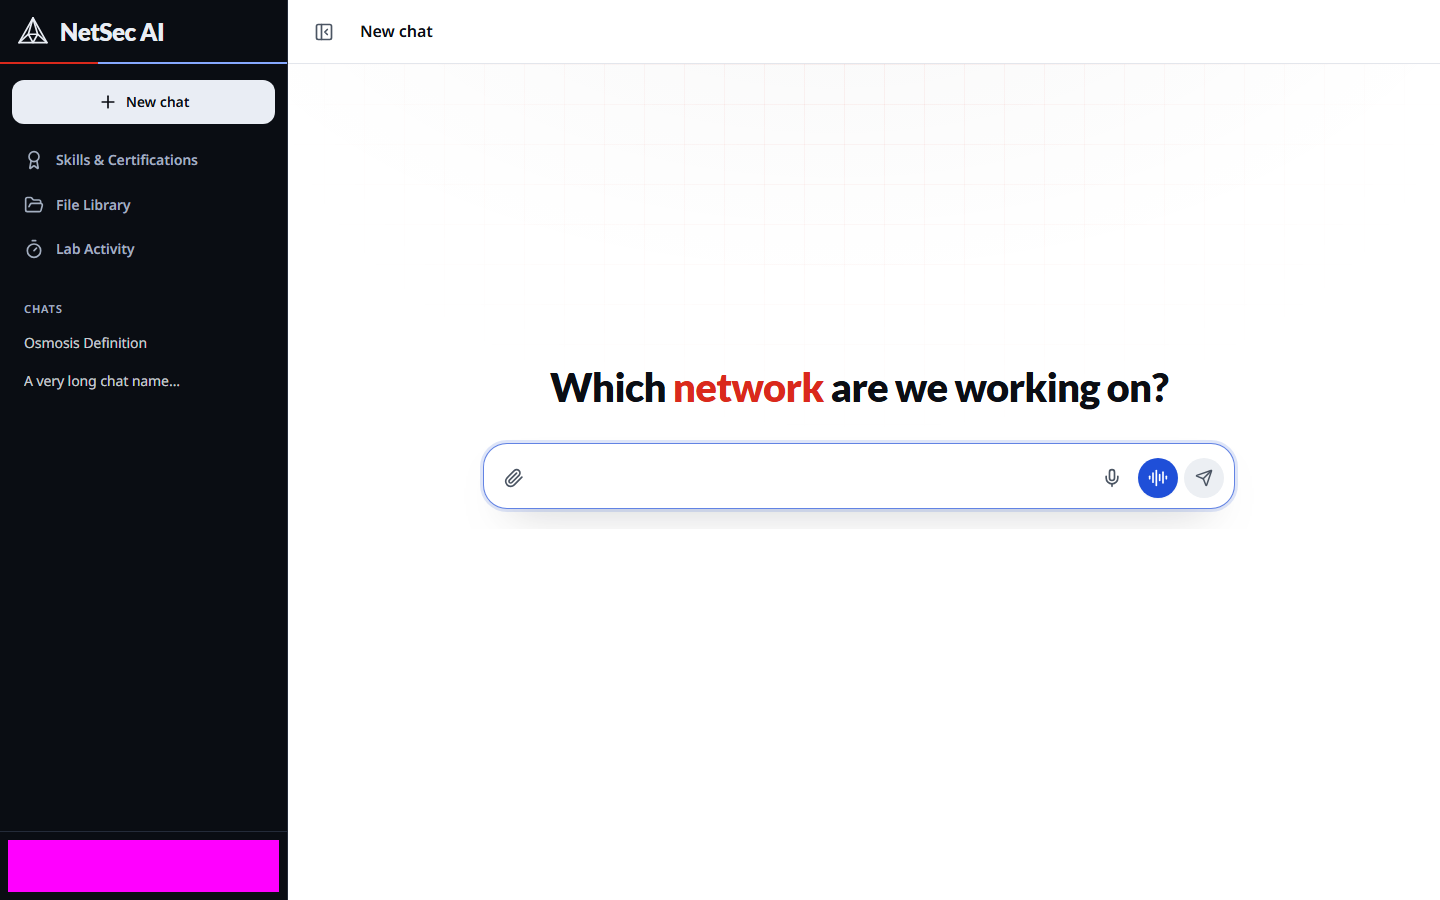 NetSec AI
New chat
New chat
Skills & Certifications
File Library
Lab Activity
CHATS
Osmosis Definition
A very long chat name...
Which network are we working on?